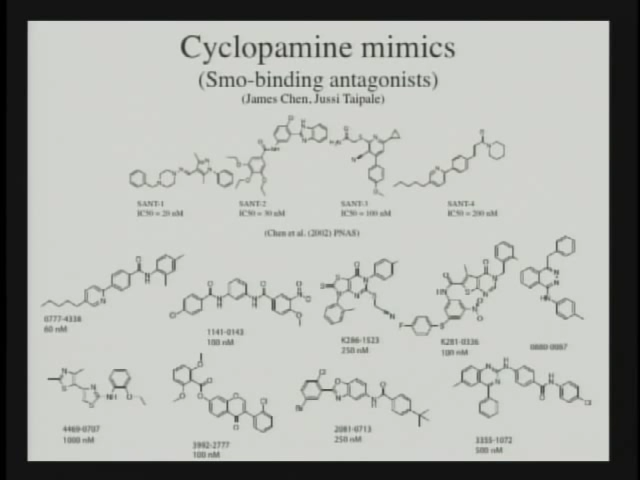 Cyclopamine mimics
(Smo-binding antagonists)
(James Chen, Jussi Taipale)
SANT-1
IC50 = 20 nM
SANT-2
IC50 = 30 nM
SANT-3
IC50 = 100 nM
SANT-4
IC50 = 200 nM
(Chen et al. (2002) PNAS)
0777-4338
60 nM
1141-0143
100 nM
K286-1523
250 nM
K281-0336
100 nM
4469-0707
1000 nM
3992-2777
100 nM
2081-0713
250 nM
3355-1072
500 nM